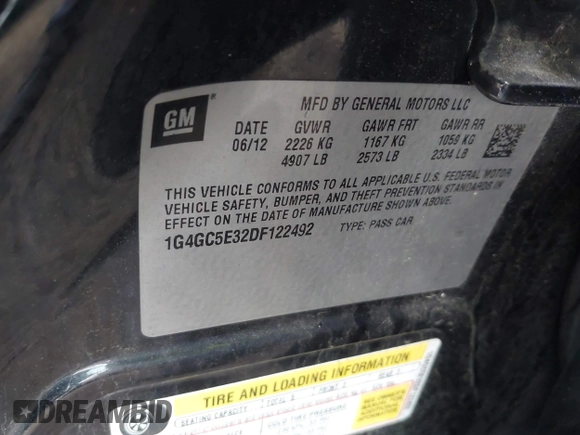 GM
MFD BY GENERAL MOTORS LLC
DATE GVWR GAWR FRT GAWR RR
06/12 2226 KG 1167 KG 1059 KG
4907 LB 2573 LB 2334 LB
THIS VEHICLE CONFORMS TO ALL APPLICABLE U.S. FEDERAL MOTOR
VEHICLE SAFETY, BUMPER, AND THEFT PREVENTION STANDARDS IN
EFFECT ON THE DATE OF MANUFACTURE SHOWN ABOVE.
1G4GC5E32DF122492 TYPE: PASS CAR
TIRE AND LOADING INFORMATION
SEATING CAPACITY
DREAMBID